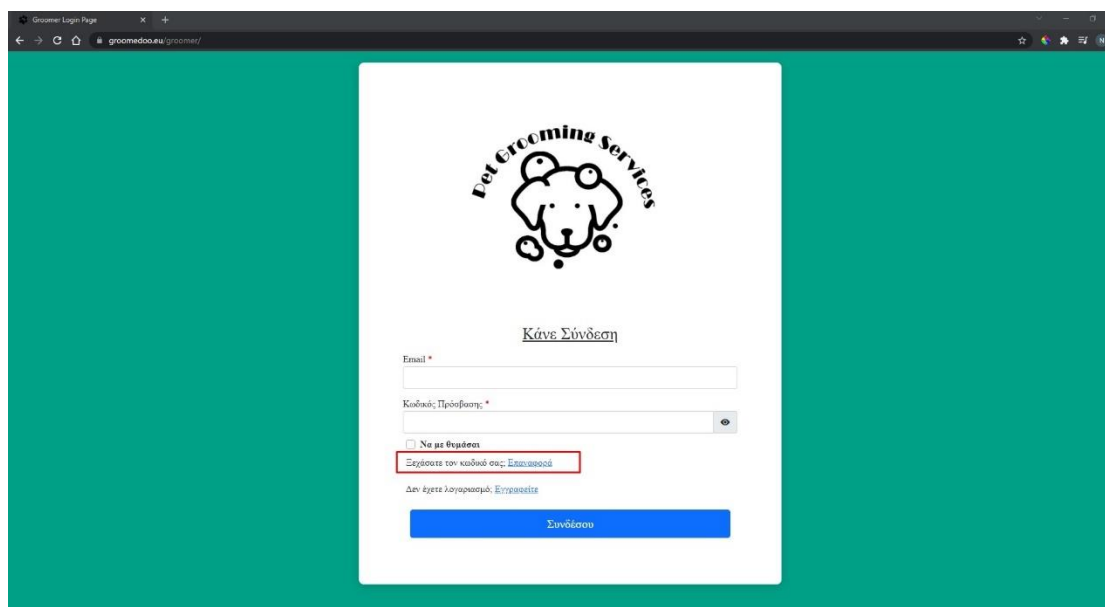 Groomer Login Page
groomedoo.eu/groomer/
Pet Grooming Services
Κάνε Σύνδεση
Email *
Κωδικός Πρόσβασης *
Να με θυμάσαι
Ξεχάσατε τον κωδικό σας; Επαναφορά
Δεν έχετε λογαριασμό; Εγγραφείτε
Συνδέσου